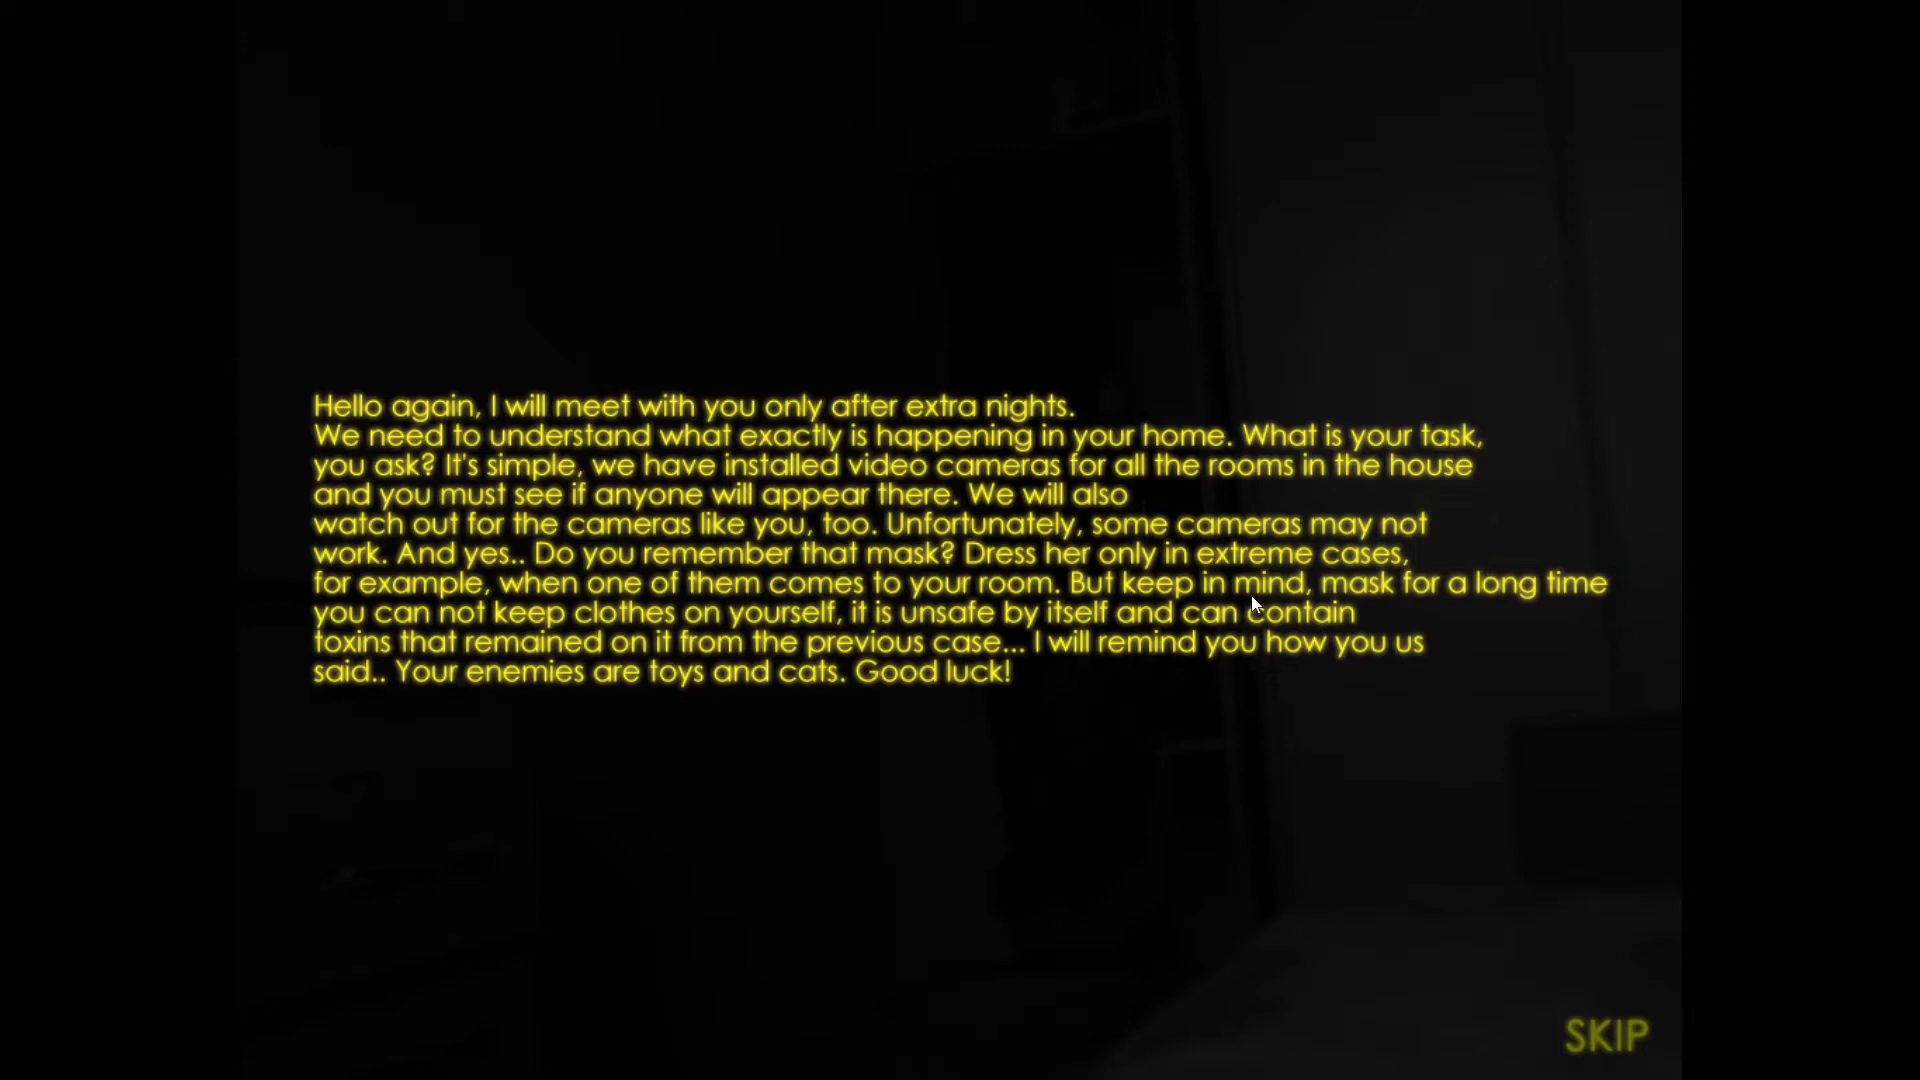 Hello again, I will meet with you only after extra nights.
We need to understand what exactly is happening in your home. What is your task,
you ask? It's simple, we have installed video cameras for all the rooms in the house
and you must see if anyone will appear there. We will also
watch out for the cameras like you, too. Unfortunately, some cameras may not
work. And yes.. Do you remember that mask? Dress her only in extreme cases,
for example, when one of them comes to your room. But keep in mind, mask for a long time
you can not keep clothes on yourself, it is unsafe by itself and can contain
toxins that remained on it from the previous case... I will remind you how you us
said.. Your enemies are toys and cats. Good luck!
SKIP